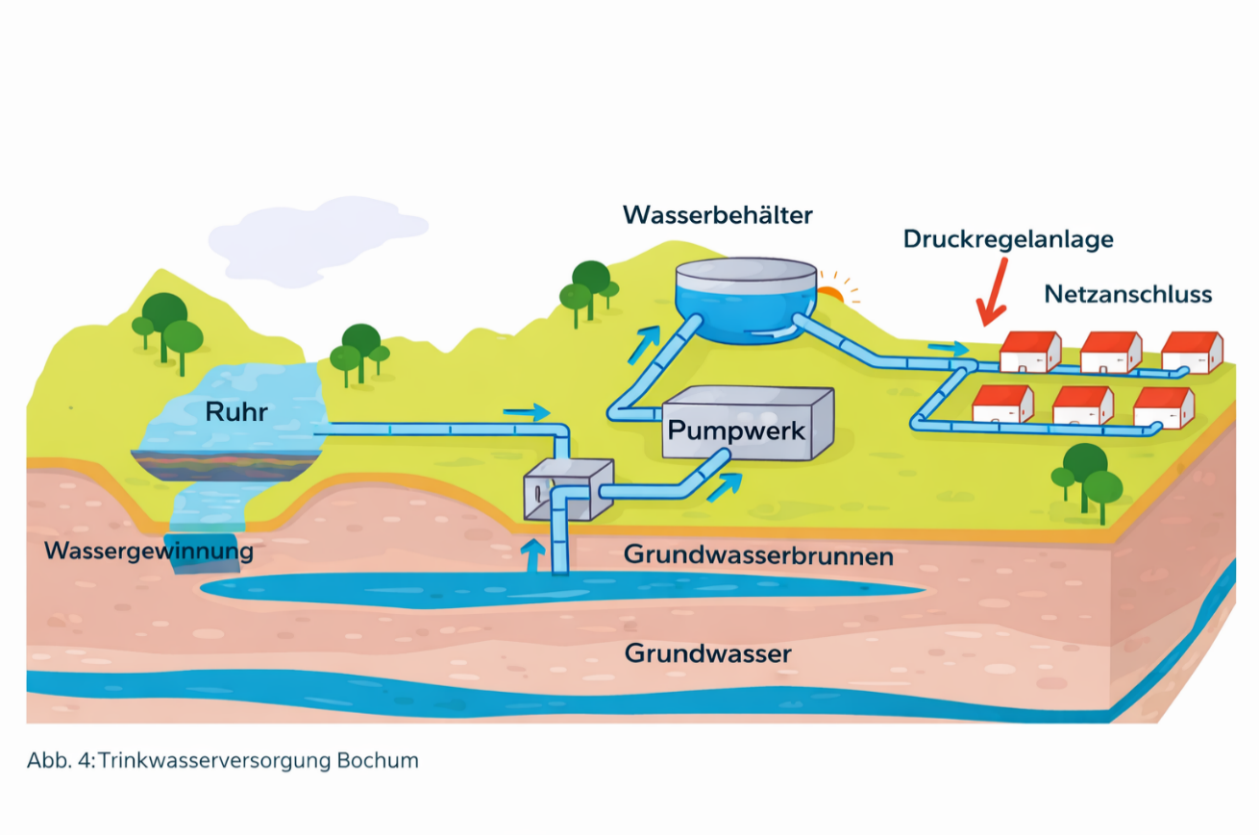 Wasserbehälter
Druckregelanlage
Netzanschluss
Ruhr
Pumpwerk
Wassergewinnung
Grundwasserbrunnen
Grundwasser
Abb. 4: Trinkwasserversorgung Bochum